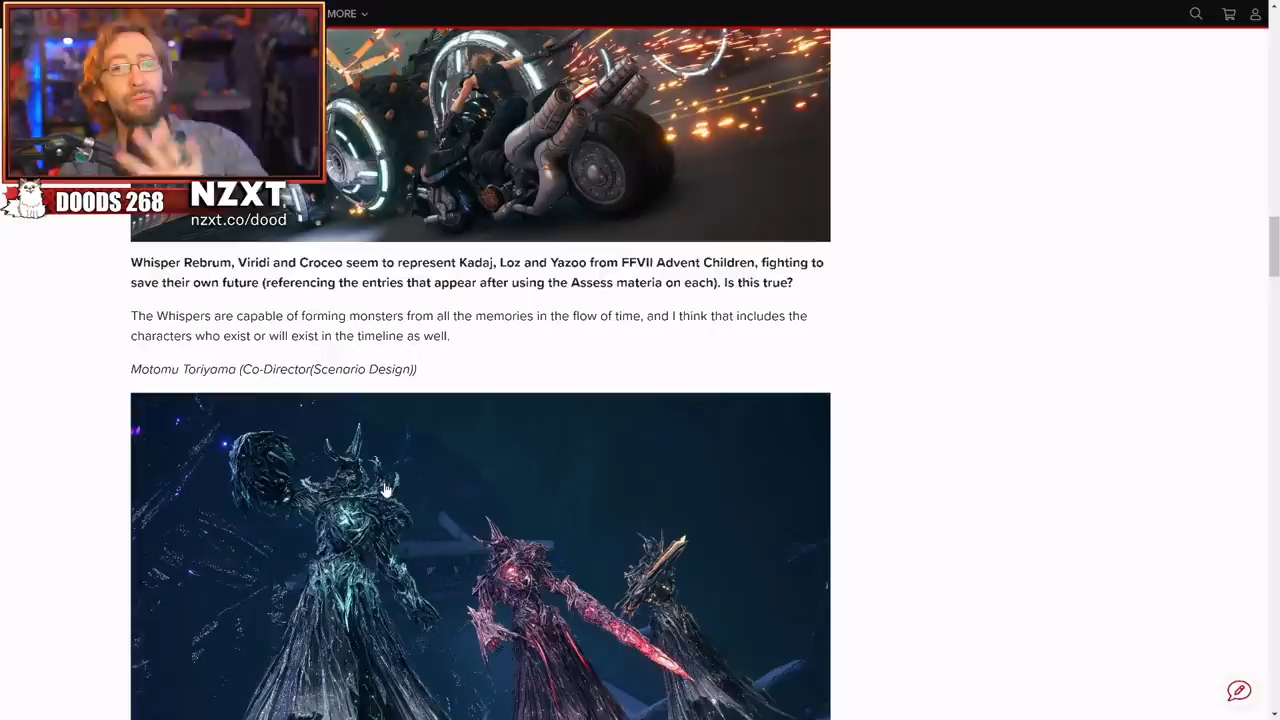 MORE
DOODS 268
NZXT
nzxt.co/dood
Whisper Rebrum, Viridi and Croceo seem to represent Kadaj, Loz and Yazoo from FFVII Advent Children, fighting to
save their own future (referencing the entries that appear after using the Assess materia on each). Is this true?
The Whispers are capable of forming monsters from all the memories in the flow of time, and I think that includes the
characters who exist or will exist in the timeline as well.
Motomu Toriyama (Co-Director(Scenario Design))